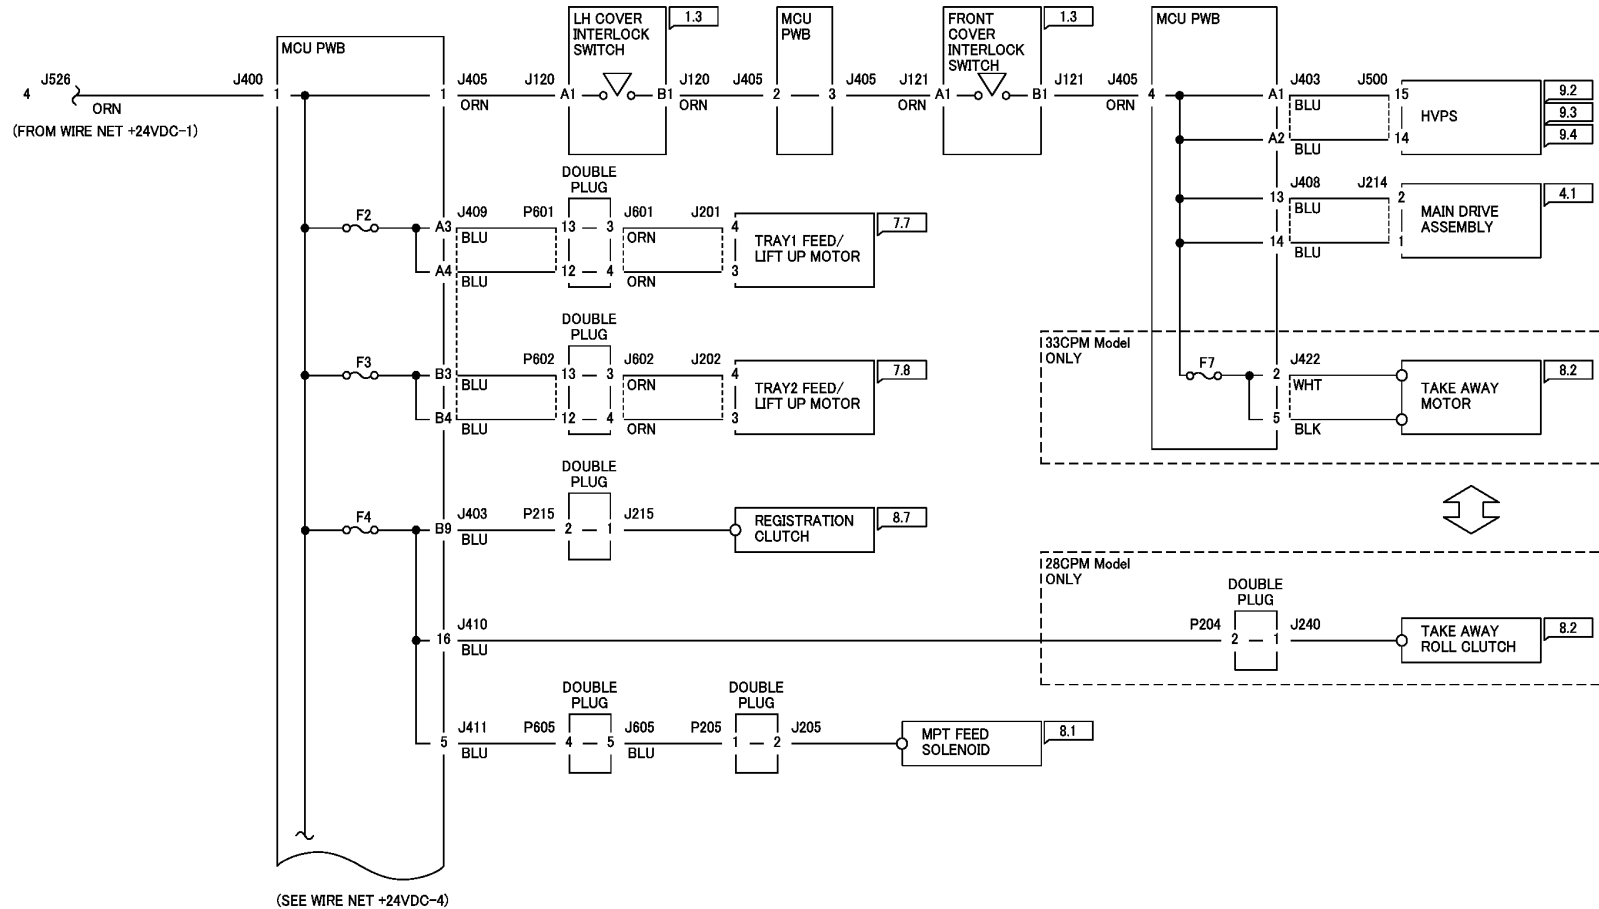 LH COVER
INTERLOCK
SWITCH
1.3
MCU
PWB
FRONT
COVER
INTERLOCK
SWITCH
1.3
MCU PWB
MCU PWB
4 J526 J400 1 1 J405 J120 A1 B1 J120 J405 2 3 J405 J121 A1 B1 J121 J405 4 A1 J403 J500 15
ORN ORN ORN ORN ORN BLU
(FROM WIRE NET +24VDC-1)
HVPS
9.2
9.3
9.4
A2 BLU 14
DOUBLE
PLUG
13 J408 J214 2
BLU
MAIN DRIVE
ASSEMBLY
4.1
14 BLU 1
F2 A3 J409 P601 13 3 J601 J201 4
BLU ORN
TRAY1 FEED/
LIFT UP MOTOR
7.7
A4 BLU 12 4 ORN 3
DOUBLE
PLUG
33CPM Model
ONLY
F3 B3 J602 P602 13 3 J202 4
BLU ORN
TRAY2 FEED/
LIFT UP MOTOR
7.8
F7 2 J422
WHT
TAKE AWAY
MOTOR
8.2
B4 BLU 12 4 ORN 3
5 BLK
DOUBLE
PLUG
F4 B9 J403 P215 2 1 J215
BLU
REGISTRATION
CLUTCH
8.7
28CPM Model
ONLY
DOUBLE
PLUG
16 J410 P204 2 1 J240
BLU
TAKE AWAY
ROLL CLUTCH
8.2
DOUBLE
PLUG
DOUBLE
PLUG
5 J411 P605 4 5 J605 P205 1 2 J205
BLU BLU
MPT FEED
SOLENOID
8.1
(SEE WIRE NET +24VDC-4)